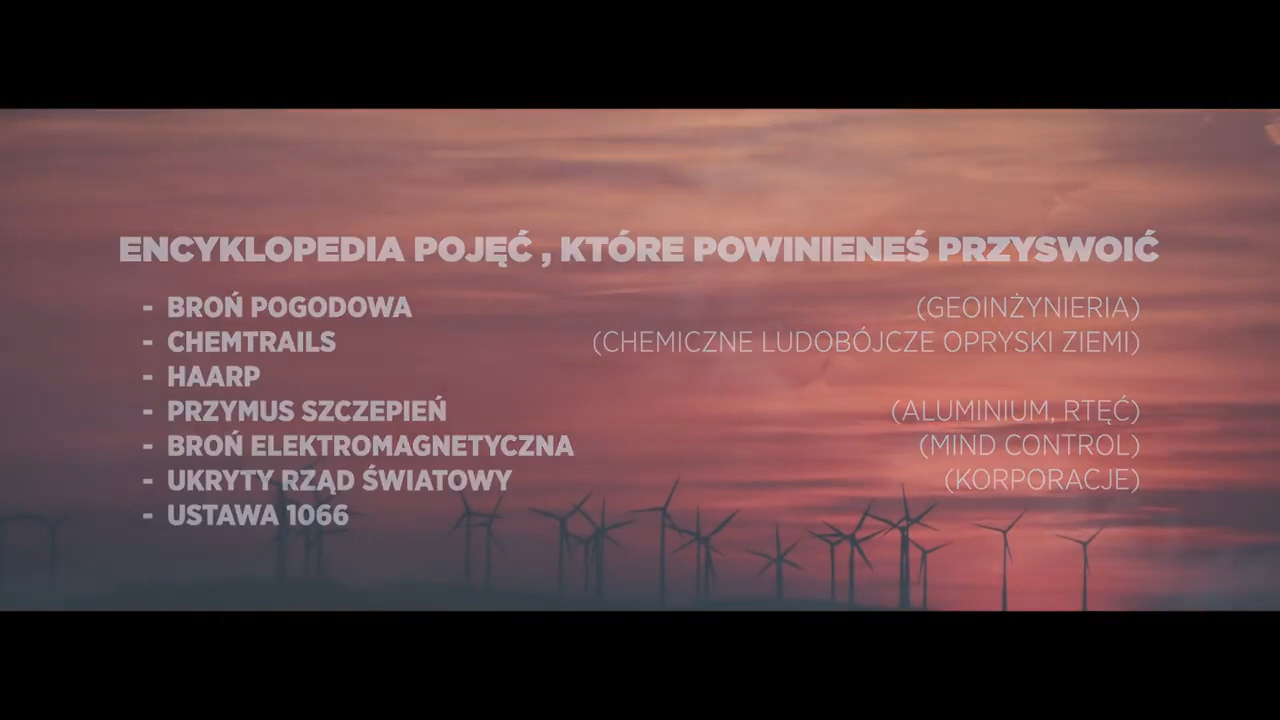 ENCYKLOPEDIA POJĘĆ , KTÓRE POWINIENEŚ PRZYSWOIĆ
- BROŃ POGODOWA (GEOINŻYNIERIA)
- CHEMTRAILS (CHEMICZNE LUDOBÓJCZE OPRYSKI ZIEMI)
- HAARP
- PRZYMUS SZCZEPIEŃ (ALUMINIUM, RTĘĆ)
- BROŃ ELEKTROMAGNETYCZNA (MIND CONTROL)
- UKRYTY RZĄD ŚWIATOWY (KORPORACJE)
- USTAWA 1066